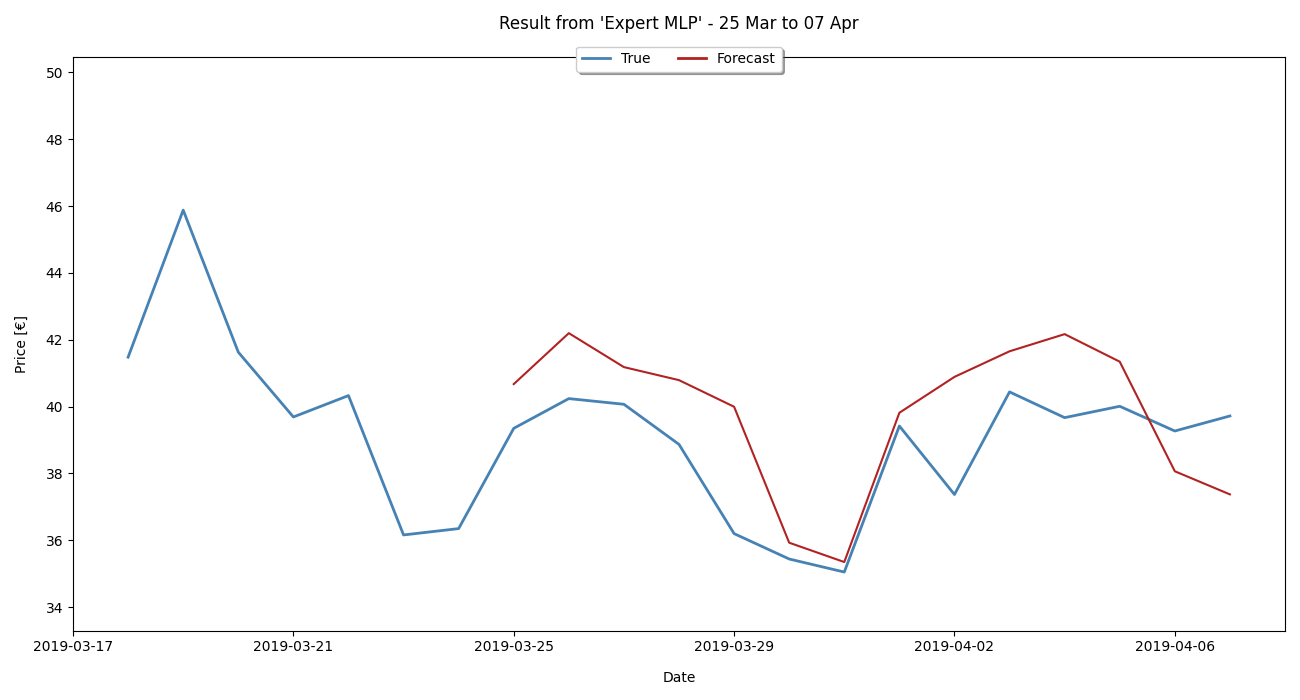 Result from 'Expert MLP' - 25 Mar to 07 Apr
True Forecast
50
48
46
44
42
40
38
36
34
Price [€]
2019-03-17 2019-03-21 2019-03-25 2019-03-29 2019-04-02 2019-04-06
Date